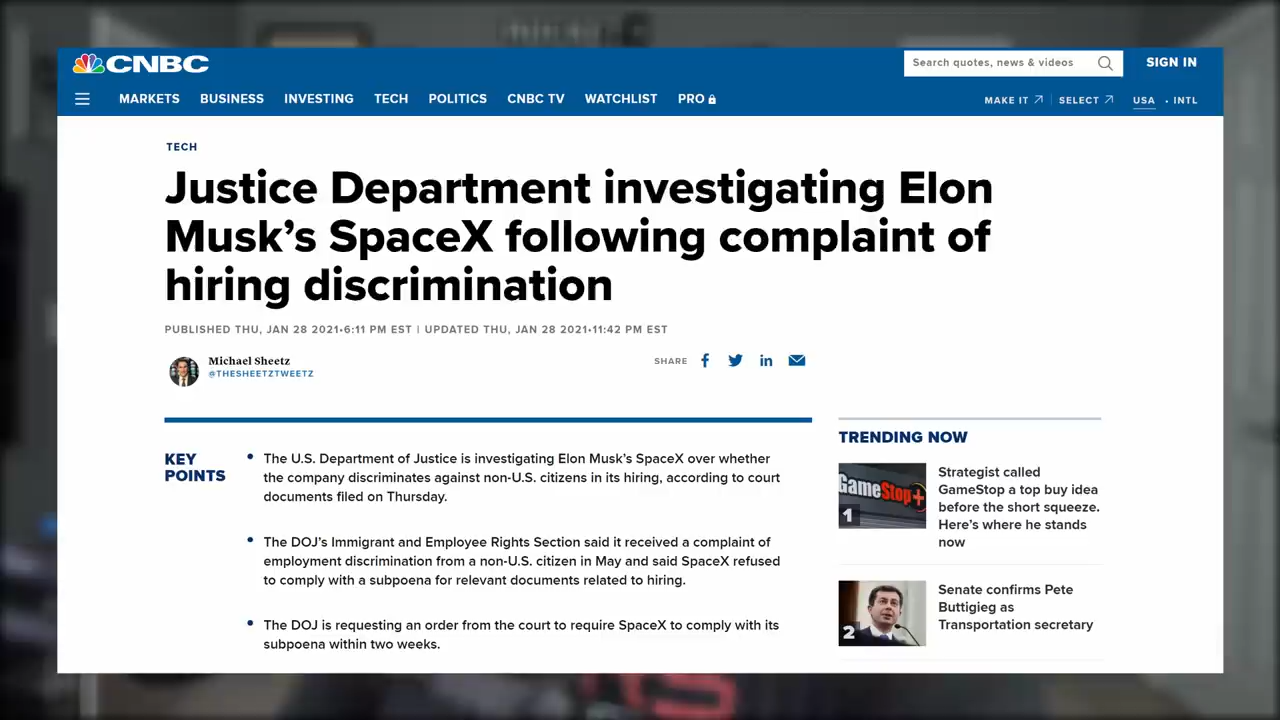 CNBC
Search quotes, news & videos
SIGN IN
MARKETS BUSINESS INVESTING TECH POLITICS CNBC TV WATCHLIST PRO
MAKE IT SELECT USA • INTL
TECH
Justice Department investigating Elon
Musk's SpaceX following complaint of
hiring discrimination
PUBLISHED THU, JAN 28 2021•6:11 PM EST | UPDATED THU, JAN 28 2021•11:42 PM EST
Michael Sheetz
@THESHEETZTWEETZ
SHARE
KEY
POINTS
• The U.S. Department of Justice is investigating Elon Musk's SpaceX over whether
the company discriminates against non-U.S. citizens in its hiring, according to court
documents filed on Thursday.
• The DOJ's Immigrant and Employee Rights Section said it received a complaint of
employment discrimination from a non-U.S. citizen in May and said SpaceX refused
to comply with a subpoena for relevant documents related to hiring.
• The DOJ is requesting an order from the court to require SpaceX to comply with its
subpoena within two weeks.
TRENDING NOW
GameStop
1
Strategist called
GameStop a top buy idea
before the short squeeze.
Here's where he stands
now
2
Senate confirms Pete
Buttigieg as
Transportation secretary